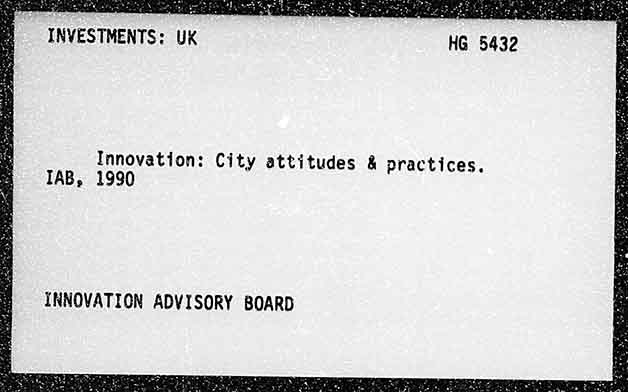 INVESTMENTS: UK
HG 5432
Innovation: City attitudes & practices.
IAB, 1990
INNOVATION ADVISORY BOARD